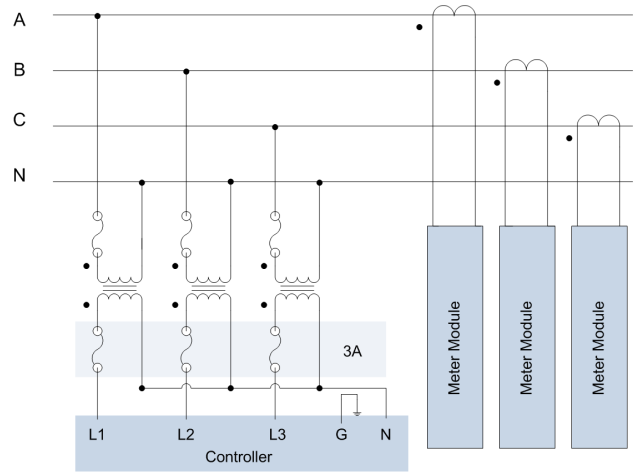 A
B
C
N
3A
L1 L2 L3 G N
Controller
Meter Module
Meter Module
Meter Module